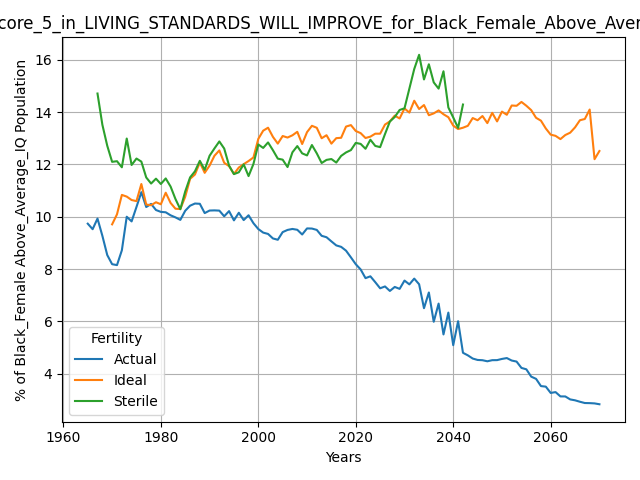 core_5_in_LIVING_STANDARDS_WILL_IMPROVE_for_Black_Female_Above_Aver
% of Black_Female Above_Average_IQ Population
16
14
12
10
8
6
4
Fertility
Actual
Ideal
Sterile
1960 1980 2000 2020 2040 2060
Years